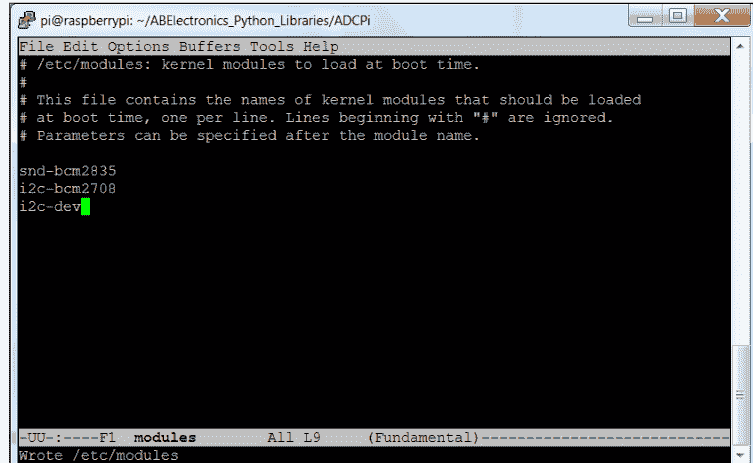 pi@raspberrypi: ~/ABElectronics_Python_Libraries/ADCPi
File Edit Options Buffers Tools Help
# /etc/modules: kernel modules to load at boot time.
#
# This file contains the names of kernel modules that should be loaded
# at boot time, one per line. Lines beginning with "#" are ignored.
# Parameters can be specified after the module name.
snd-bcm2835
i2c-bcm2708
i2c-dev
-UU-:----F1  modules        All L9     (Fundamental)----------------------------
Wrote /etc/modules